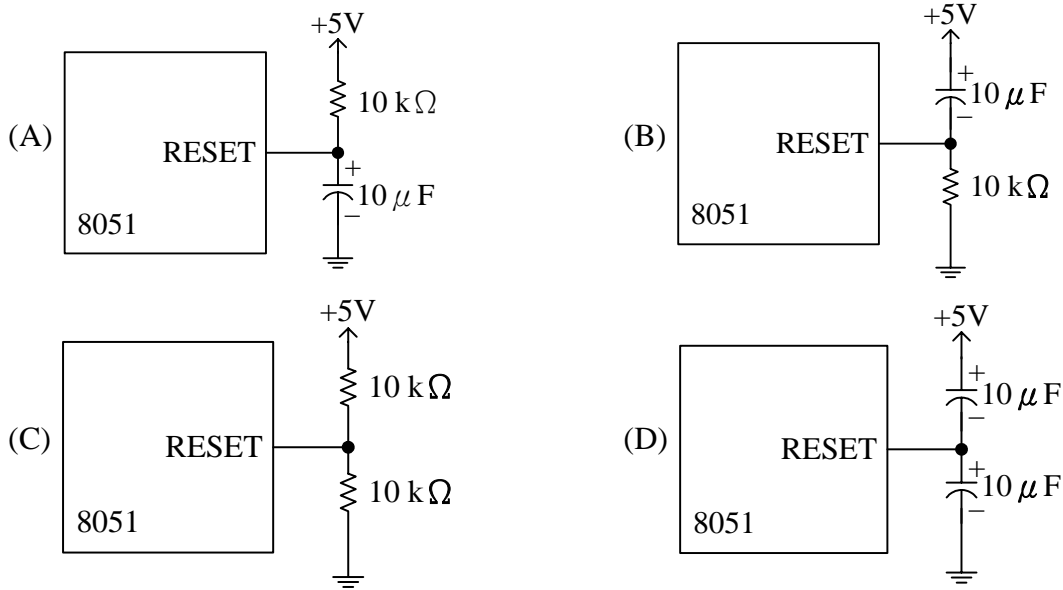 +5V
(A)
10 kΩ
RESET
+
10 μF
−
8051
+5V
(B)
+
10 μF
−
RESET
10 kΩ
8051
+5V
(C)
10 kΩ
RESET
10 kΩ
8051
+5V
(D)
+
10 μF
−
RESET
+
10 μF
−
8051